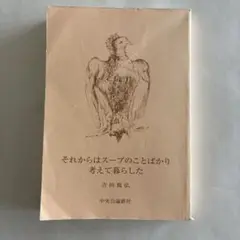 それからはスープのことばかり
考えて暮らした
吉田篤弘
中央公論新社